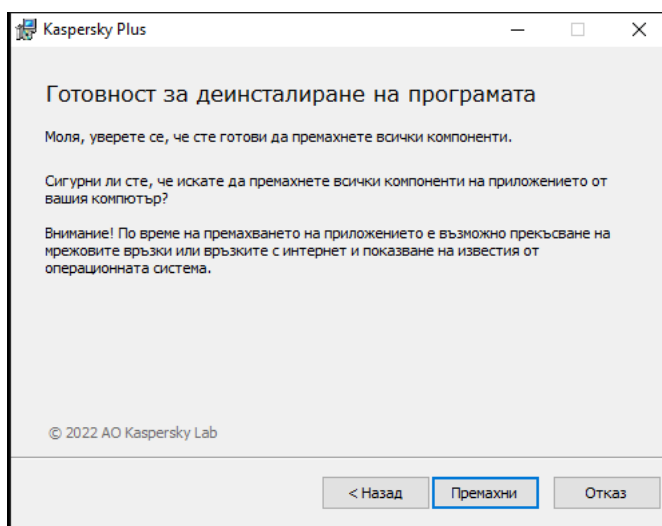 Kaspersky Plus
Готовност за деинсталиране на програмата
Моля, уверете се, че сте готови да премахнете всички компоненти.
Сигурни ли сте, че искате да премахнете всички компоненти на приложението от
вашия компютър?
Внимание! По време на премахването на приложението е възможно прекъсване на
мрежовите връзки или връзките с интернет и показване на известия от
операционната система.
© 2022 АО Kaspersky Lab
< Назад
Премахни
Отказ